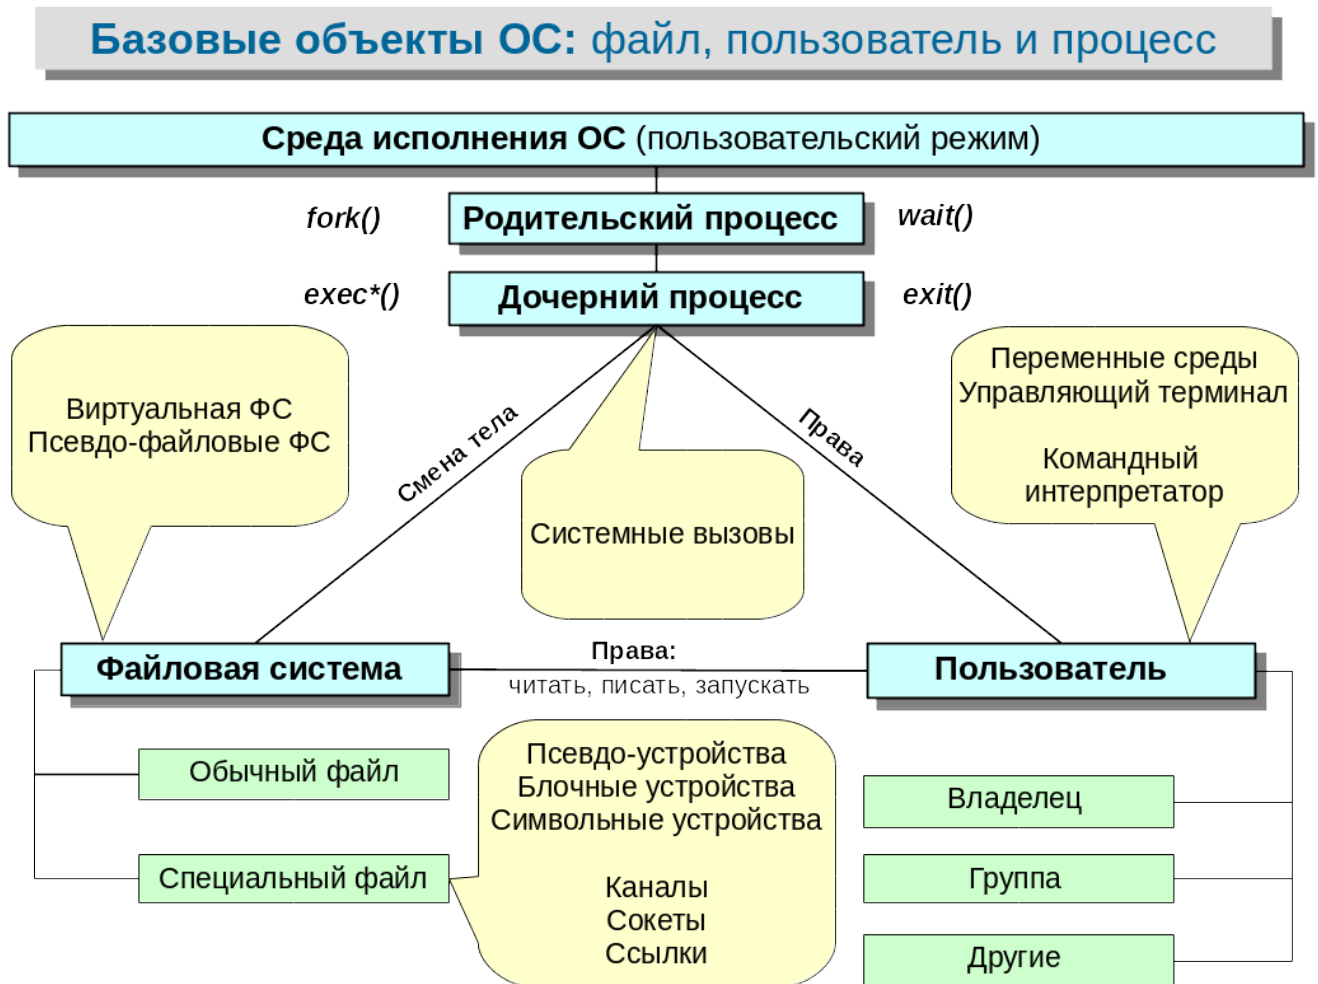 Базовые объекты ОС: файл, пользователь и процесс
Среда исполнения ОС (пользовательский режим)
fork()
Родительский процесс
wait()
exec*()
Дочерний процесс
exit()
Виртуальная ФС
Псевдо-файловые ФС
Смена тела
Системные вызовы
Права
Переменные среды
Управляющий терминал
Командный
интерпретатор
Файловая система
Права:
читать, писать, запускать
Пользователь
Обычный файл
Специальный файл
Псевдо-устройства
Блочные устройства
Символьные устройства
Каналы
Сокеты
Ссылки
Владелец
Группа
Другие